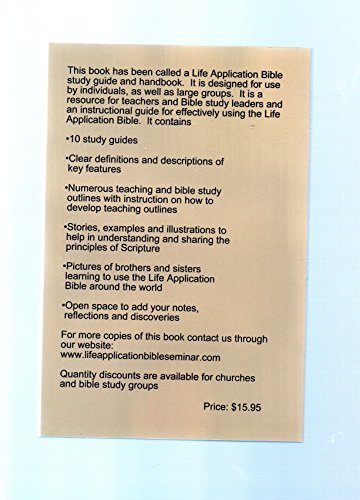 This book has been called a Life Application Bible
study guide and handbook. It is designed for use
by individuals, as well as large groups. It is a
resource for teachers and Bible study leaders and
an instructional guide for effectively using the Life
Application Bible. It contains
•10 study guides
•Clear definitions and descriptions of
key features
•Numerous teaching and bible study
outlines with instruction on how to
develop teaching outlines
•Stories, examples and illustrations to
help in understanding and sharing the
principles of Scripture
•Pictures of brothers and sisters
learning to use the Life Application
Bible around the world
•Open space to add your notes,
reflections and discoveries
For more copies of this book contact us through
our website:
www.lifeapplicationbibleseminar.com
Quantity discounts are available for churches
and bible study groups
Price: $15.95